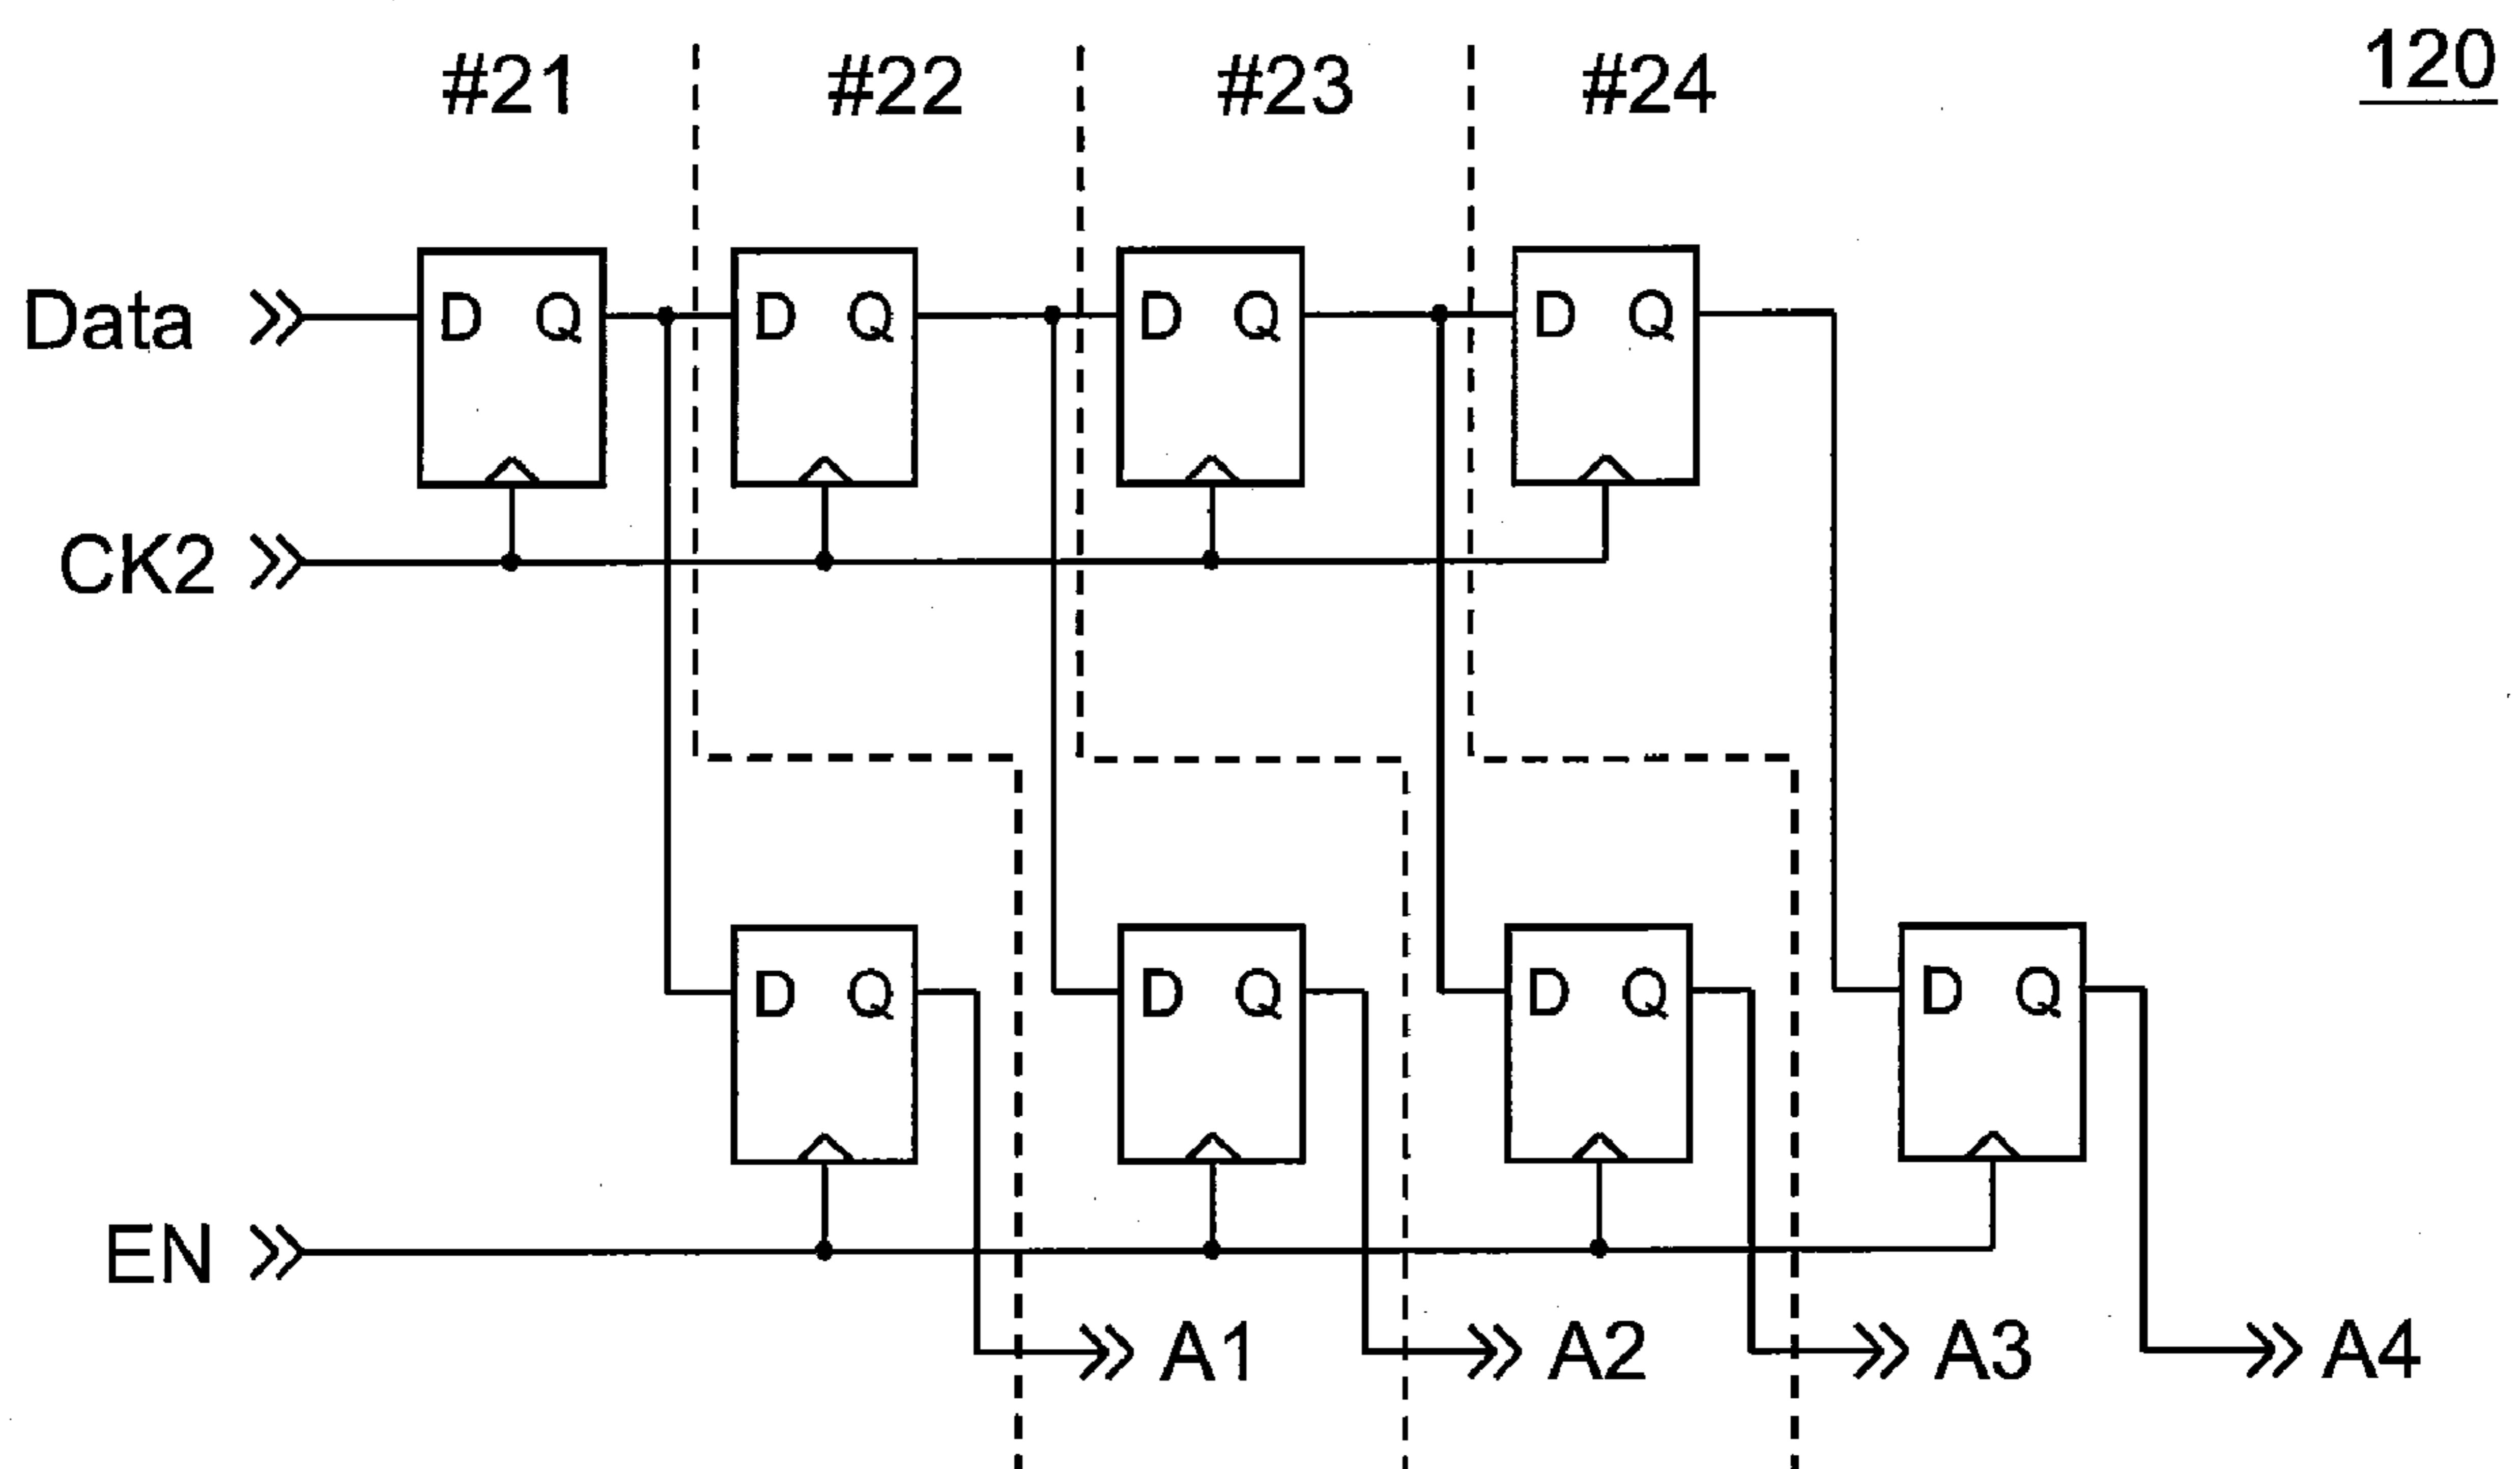 #21 #22 #23 #24 120
Data D Q D Q D Q D Q
CK2
D Q D Q D Q D Q
EN
A1 A2 A3 A4